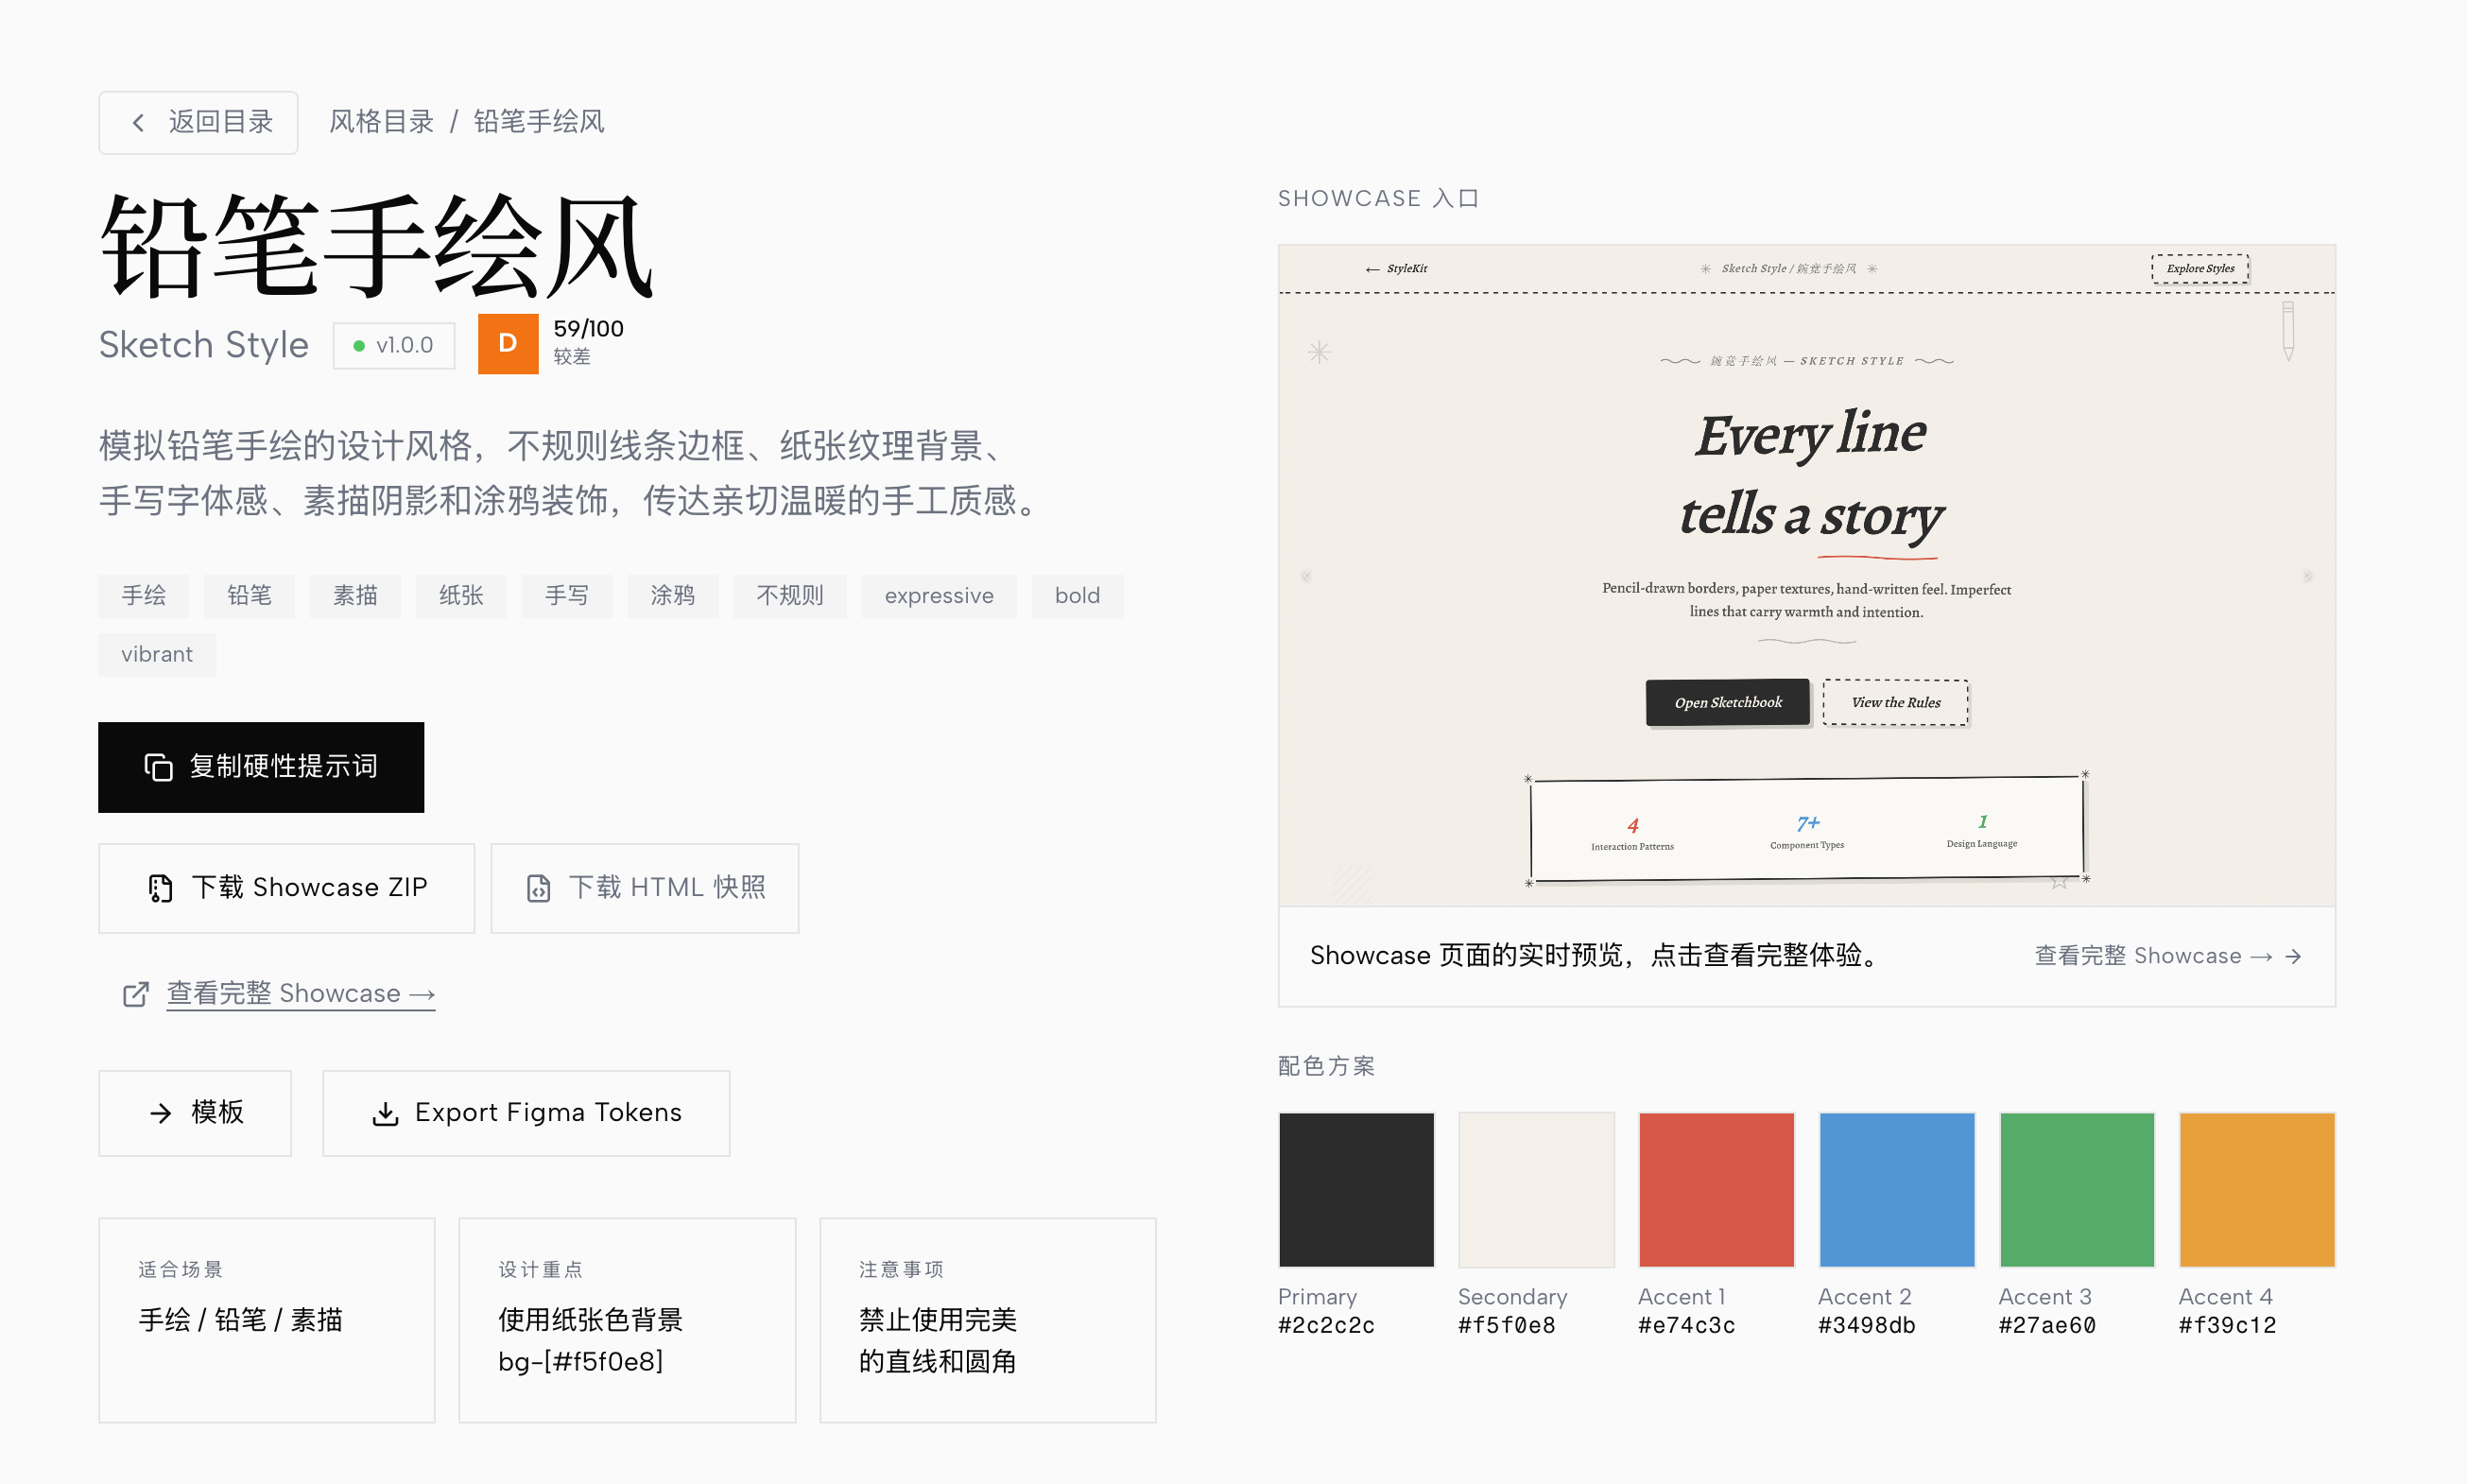 返回目录
风格目录 / 铅笔手绘风
铅笔手绘风
Sketch Style
v1.0.0
D
59/100
较差
模拟铅笔手绘的设计风格，不规则线条边框、纸张纹理背景、
手写字体感、素描阴影和涂鸦装饰，传达亲切温暖的手工质感。
手绘 铅笔 素描 纸张 手写 涂鸦 不规则 expressive bold
vibrant
复制硬性提示词
下载 Showcase ZIP
下载 HTML 快照
查看完整 Showcase →
模板
Export Figma Tokens
适合场景
手绘 / 铅笔 / 素描
设计重点
使用纸张色背景
bg-[#f5f0e8]
注意事项
禁止使用完美
的直线和圆角
SHOWCASE 入口
← StyleKit
Sketch Style /
手绘风
Explore Styles
手绘风 — SKETCH STYLE
Every line
tells a story
Pencil-drawn borders, paper textures, hand-written feel. Imperfect
lines that carry warmth and intention.
Open Sketchbook
View the Rules
4
Interaction Patterns
7+
Component Types
1
Design Language
Showcase 页面的实时预览，点击查看完整体验。
查看完整 Showcase →
配色方案
Primary
#2c2c2c
Secondary
#f5f0e8
Accent 1
#e74c3c
Accent 2
#3498db
Accent 3
#27ae60
Accent 4
#f39c12